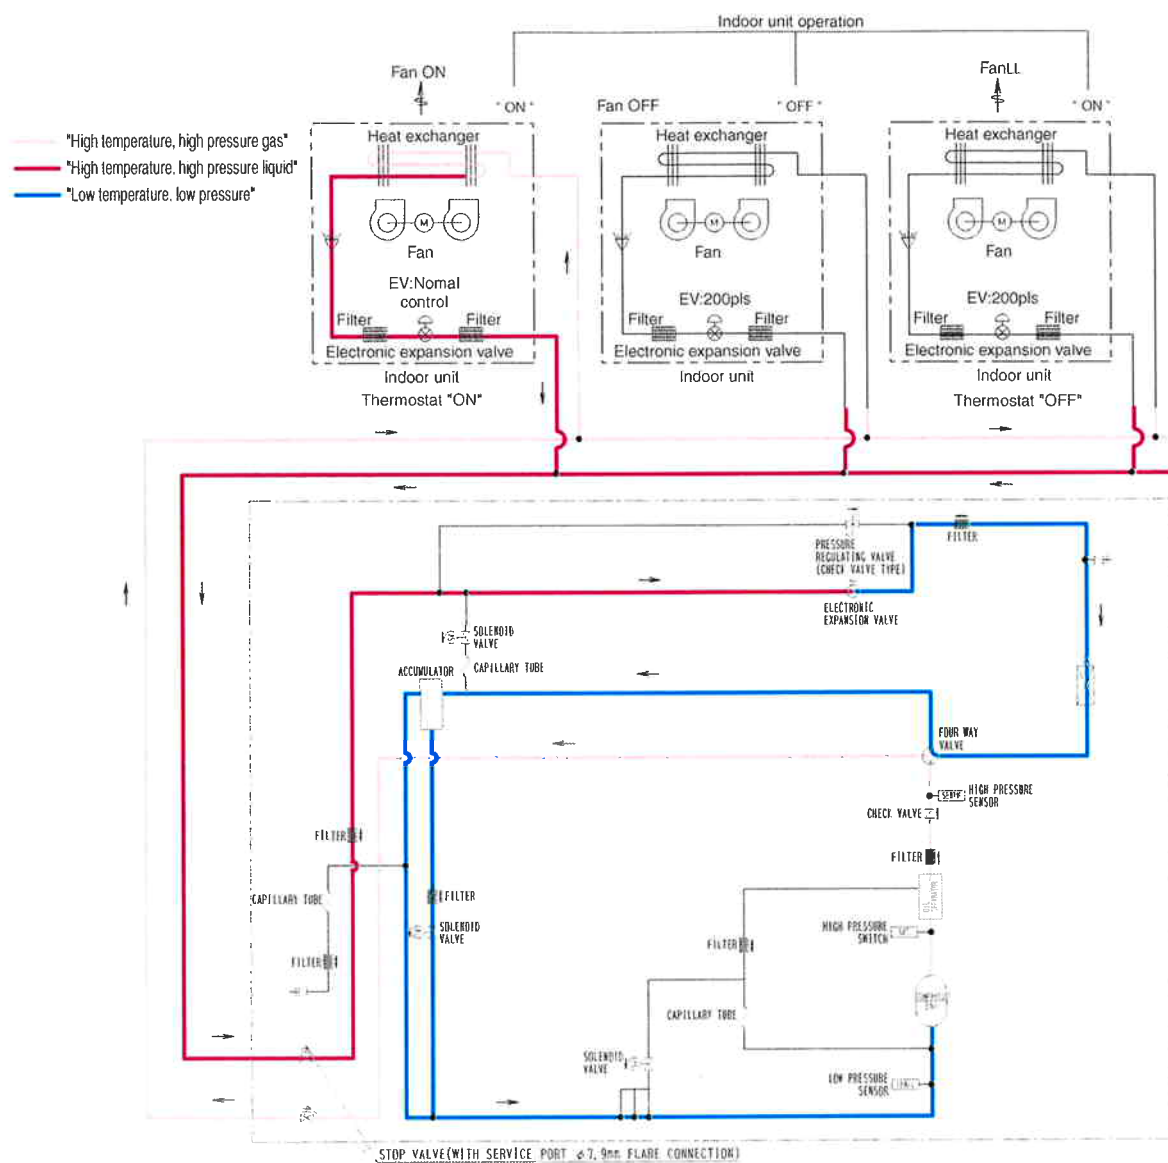 Indoor unit operation
Fan ON
" ON "
Fan OFF
" OFF "
FanLL
" ON "
"High temperature, high pressure gas"
"High temperature, high pressure liquid"
"Low temperature, low pressure"
Heat exchanger
M
Fan
EV:Nomal
control
Filter
Filter
Electronic expansion valve
Indoor unit
Thermostat "ON"
Heat exchanger
M
Fan
EV:200pls
Filter
Filter
Electronic expansion valve
Indoor unit
Heat exchanger
M
Fan
EV:200pls
Filter
Filter
Electronic expansion valve
Indoor unit
Thermostat "OFF"
PRESSURE
REGULATING VALVE
(CHECK VALVE TYPE)
FILTER
ELECTRONIC
EXPANSION VALVE
SOLENOID
VALVE
CAPILLARY TUBE
ACCUMULATOR
FOUR WAY
VALVE
HIGH PRESSURE
SENSOR
CHECK VALVE
FILTER
FILTER
CAPILLARY TUBE
FILTER
FILTER
SOLENOID
VALVE
OIL
SEPARATOR
HIGH PRESSURE
SWITCH
FILTER
CAPILLARY TUBE
SOLENOID
VALVE
LOW PRESSURE
SENSOR
STOP VALVE(WITH SERVICE PORT φ7.9mm FLARE CONNECTION)